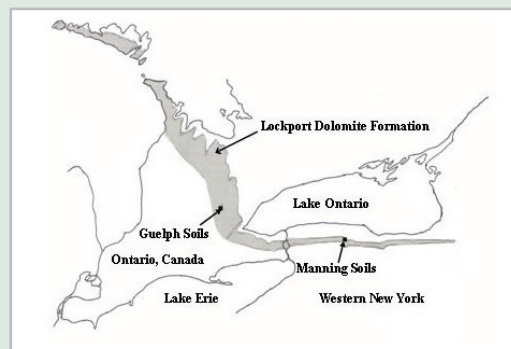 Lockport Dolomite Formation
Lake Ontario
Guelph Soils
Ontario, Canada
Manning Soils
Lake Erie
Western New York